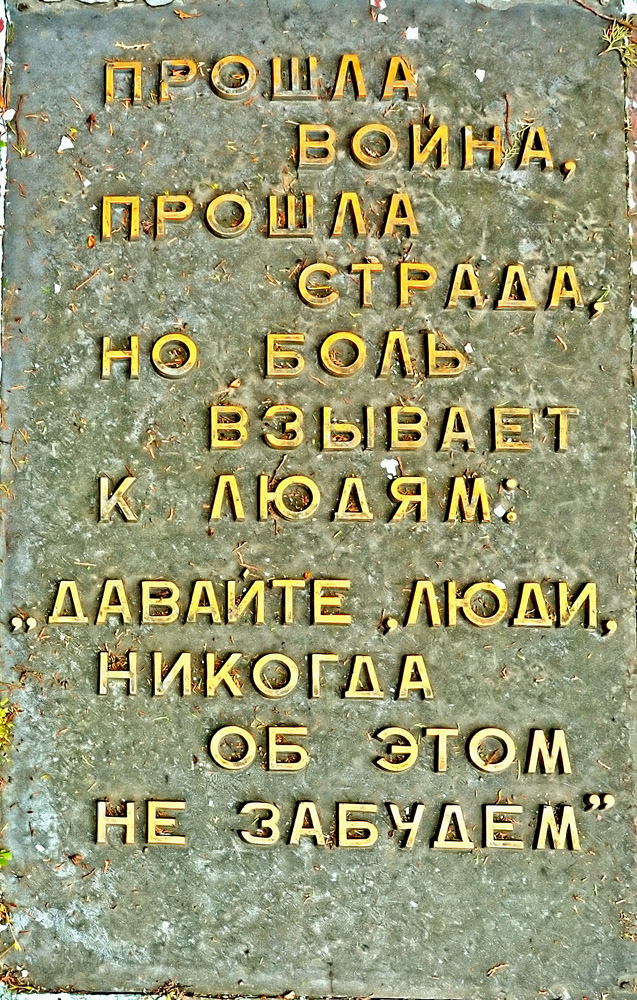 ПРОШЛА
ВОЙНА,
ПРОШЛА
СТРАДА,
НО БОЛЬ
ВЗЫВАЕТ
К ЛЮДЯМ:
„ДАВАЙТЕ ,ЛЮДИ,
НИКОГДА
ОБ ЭТОМ
НЕ ЗАБУДЕМ”